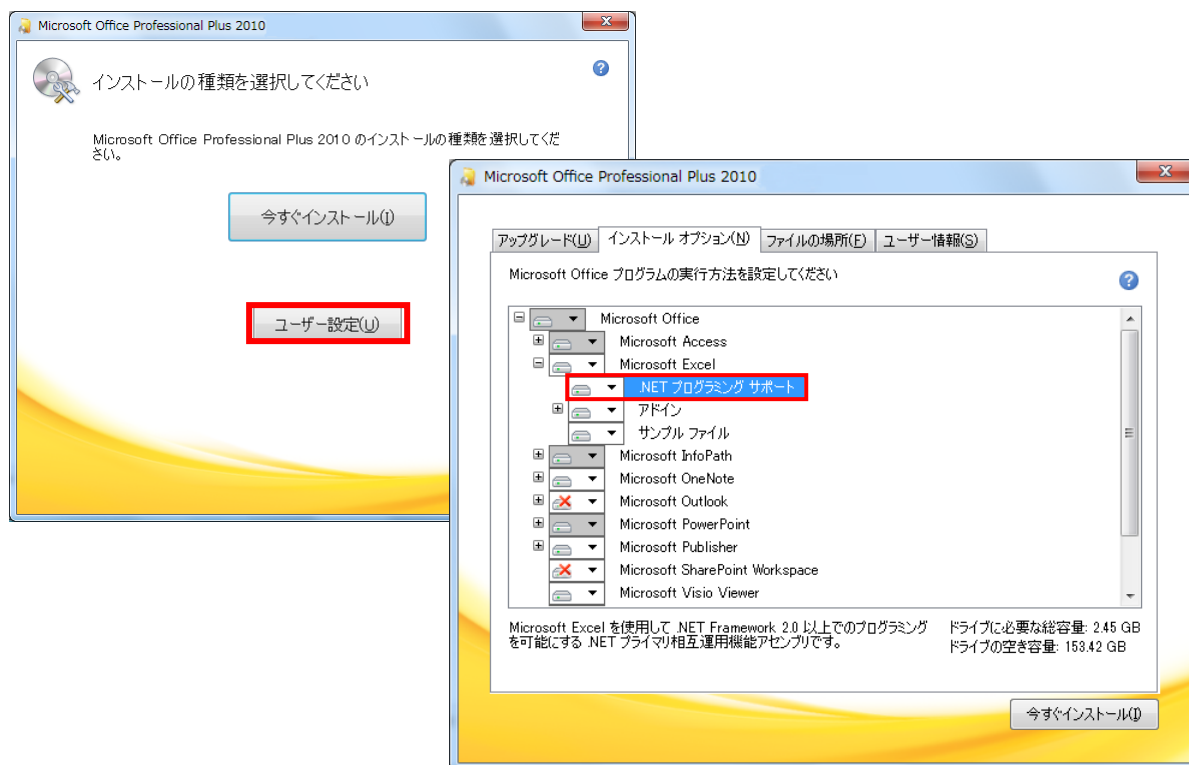 Microsoft Office Professional Plus 2010
インストールの種類を選択してください
Microsoft Office Professional Plus 2010 のインストールの種類を選択してくだ
さい。
今すぐインストール(I)
ユーザー設定(U)
Microsoft Office Professional Plus 2010
アップグレード(U)
インストール オプション(N)
ファイルの場所(F)
ユーザー情報(S)
Microsoft Office プログラムの実行方法を設定してください
Microsoft Office
Microsoft Access
Microsoft Excel
.NET プログラミング サポート
アドイン
サンプル ファイル
Microsoft InfoPath
Microsoft OneNote
Microsoft Outlook
Microsoft PowerPoint
Microsoft Publisher
Microsoft SharePoint Workspace
Microsoft Visio Viewer
Microsoft Excel を使用して .NET Framework 2.0 以上でのプログラミング
を可能にする .NET プライマリ相互運用機能アセンブリです。
ドライブに必要な総容量: 2.45 GB
ドライブの空き容量: 153.42 GB
今すぐインストール(I)